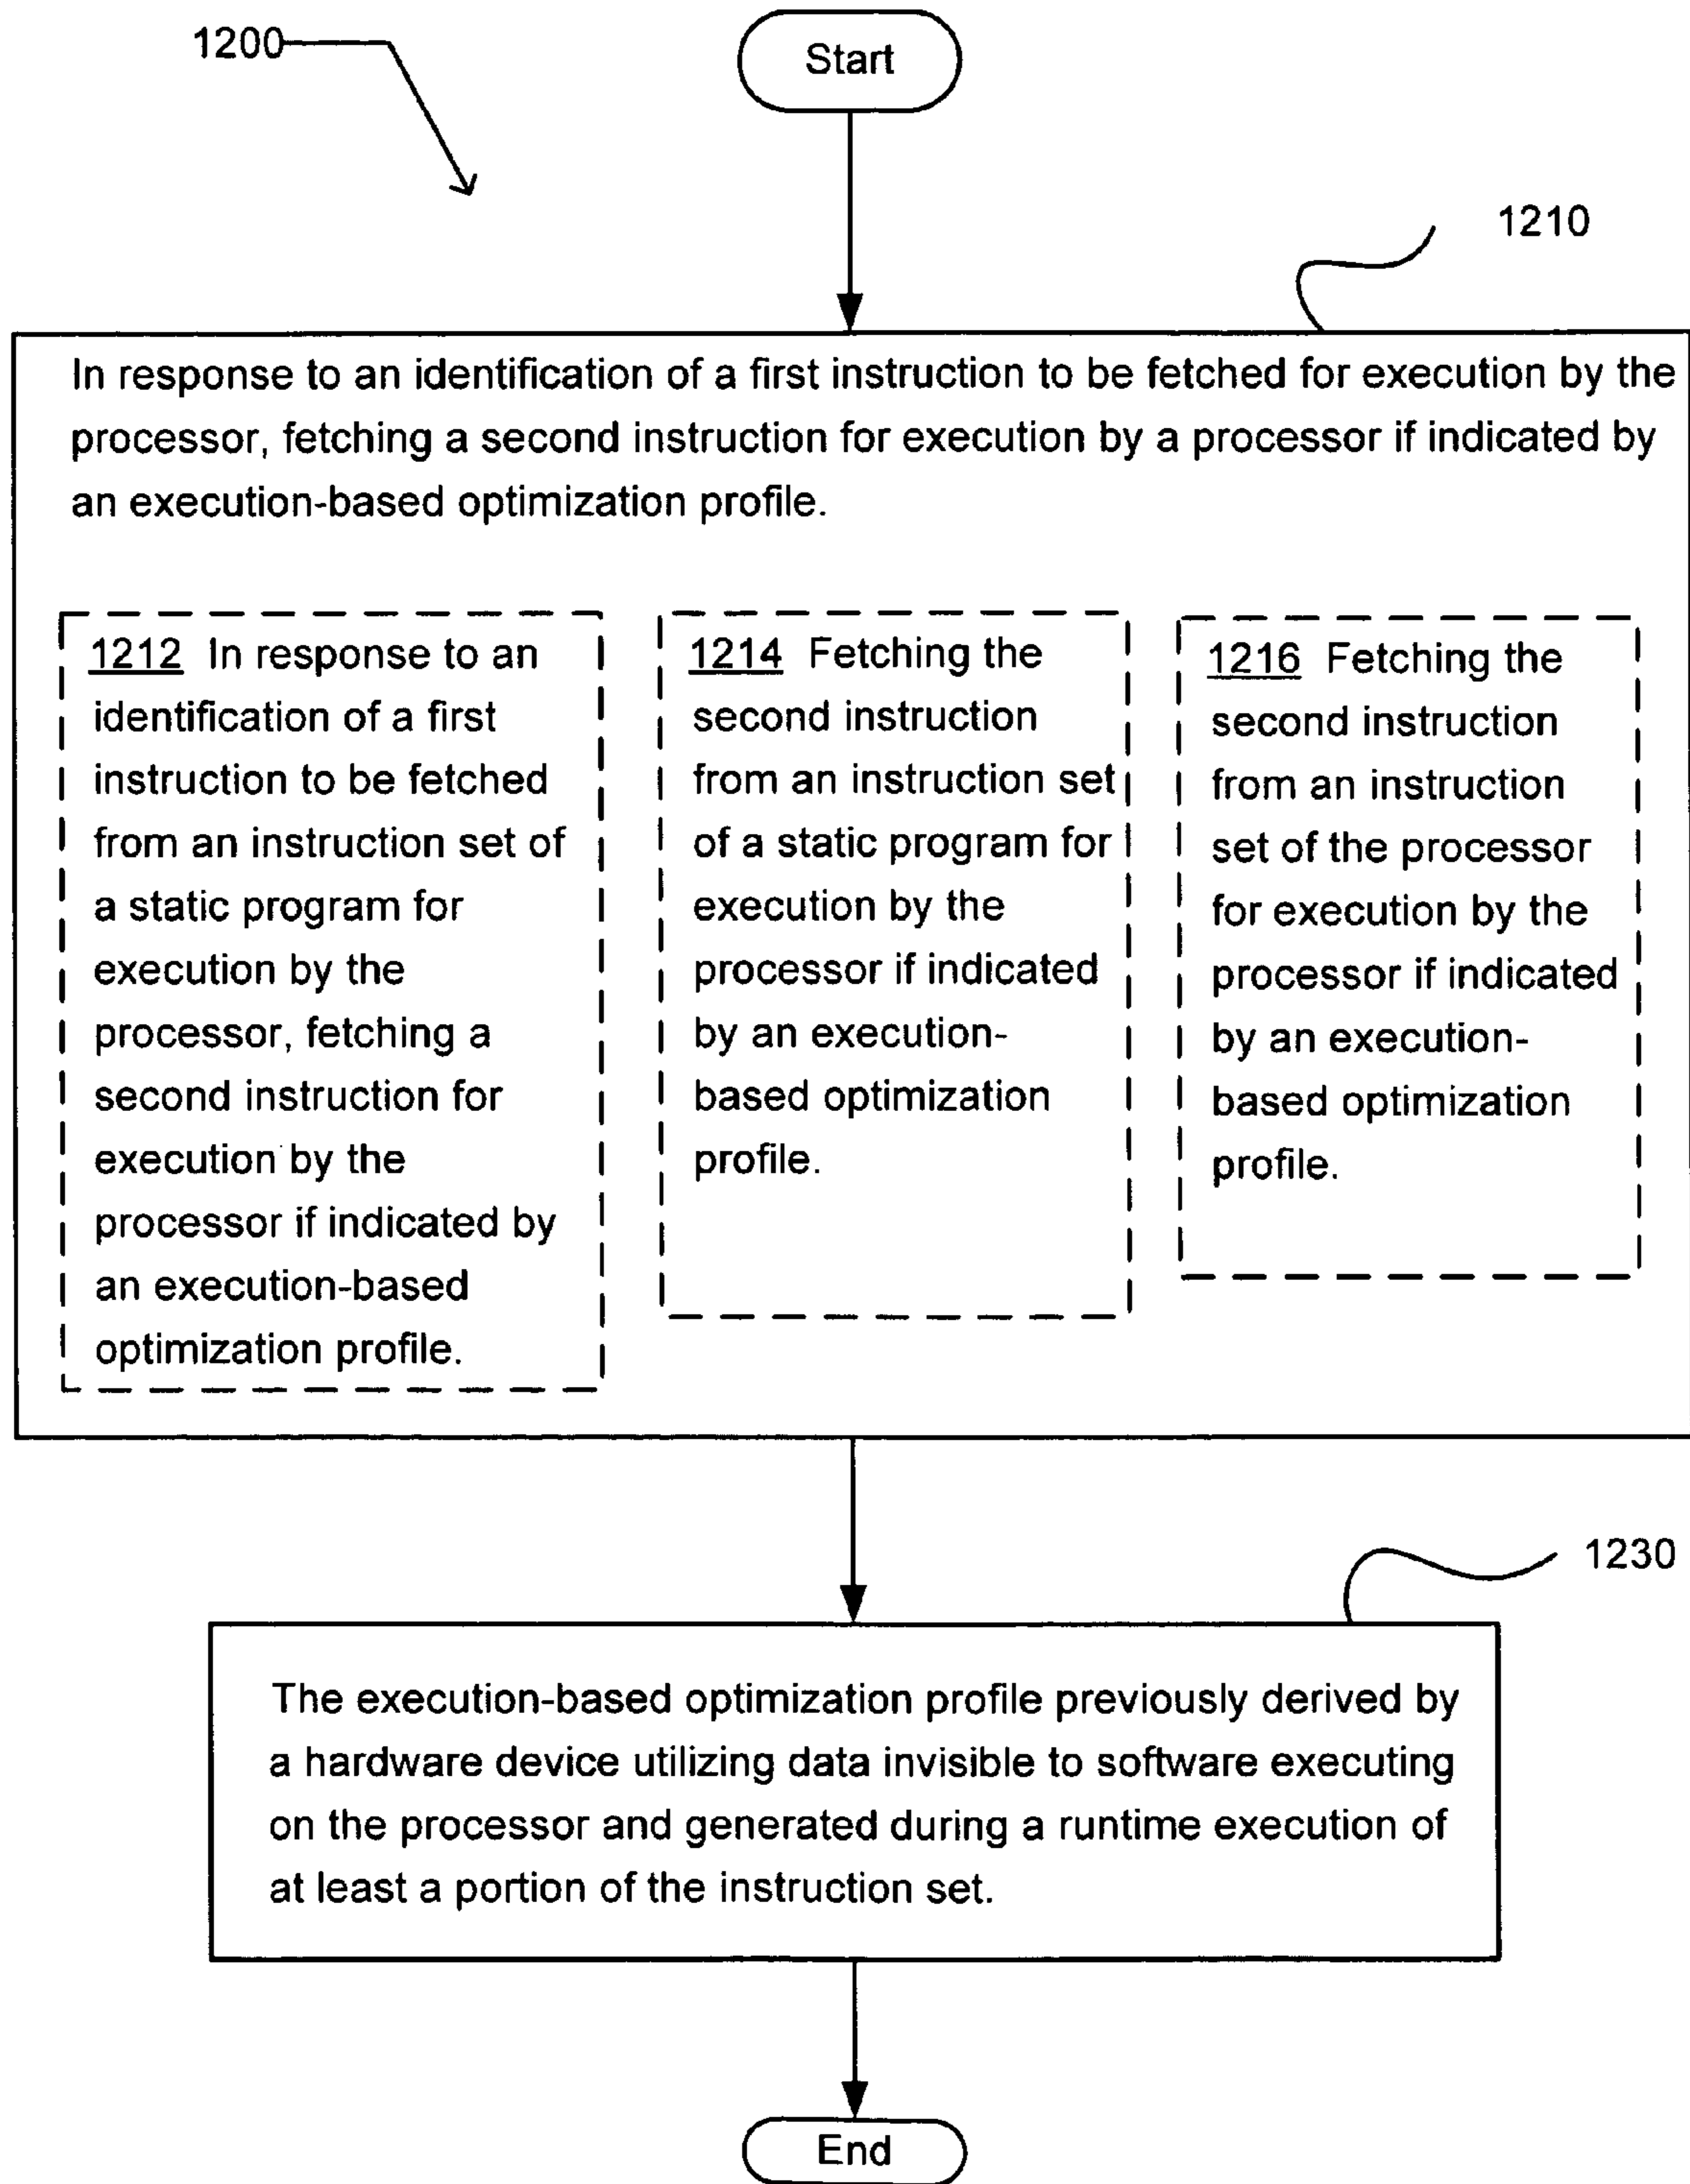 1200
Start
1210
In response to an identification of a first instruction to be fetched for execution by the
processor, fetching a second instruction for execution by a processor if indicated by
an execution-based optimization profile.
1212 In response to an
identification of a first
instruction to be fetched
from an instruction set of
a static program for
execution by the
processor, fetching a
second instruction for
execution by the
processor if indicated by
an execution-based
optimization profile.
1214 Fetching the
second instruction
from an instruction set
of a static program for
execution by the
processor if indicated
by an execution-
based optimization
profile.
1216 Fetching the
second instruction
from an instruction
set of the processor
for execution by the
processor if indicated
by an execution-
based optimization
profile.
1230
The execution-based optimization profile previously derived by
a hardware device utilizing data invisible to software executing
on the processor and generated during a runtime execution of
at least a portion of the instruction set.
End